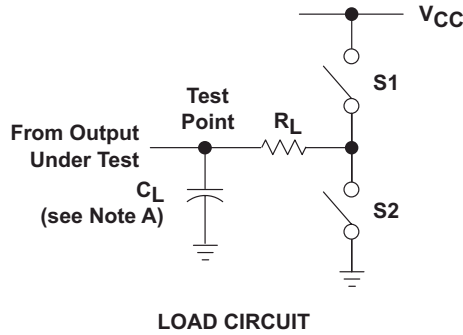 VCC
S1
Test
Point
RL
From Output
Under Test
CL
(see Note A)
S2
LOAD CIRCUIT